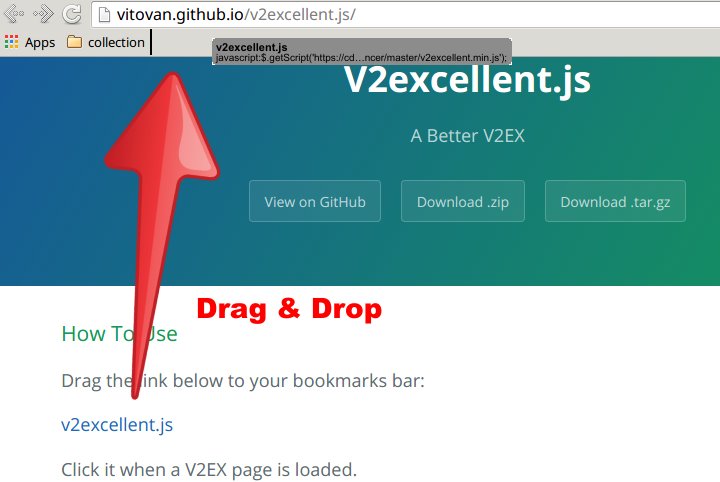 vitovan.github.io/v2excellent.js/
Apps collection
v2excellent.js
javascript:$.getScript('https://cd…ncer/master/v2excellent.min.js');
V2excellent.js
A Better V2EX
View on GitHub Download .zip Download .tar.gz
Drag & Drop
How To Use
Drag the link below to your bookmarks bar:
v2excellent.js
Click it when a V2EX page is loaded.